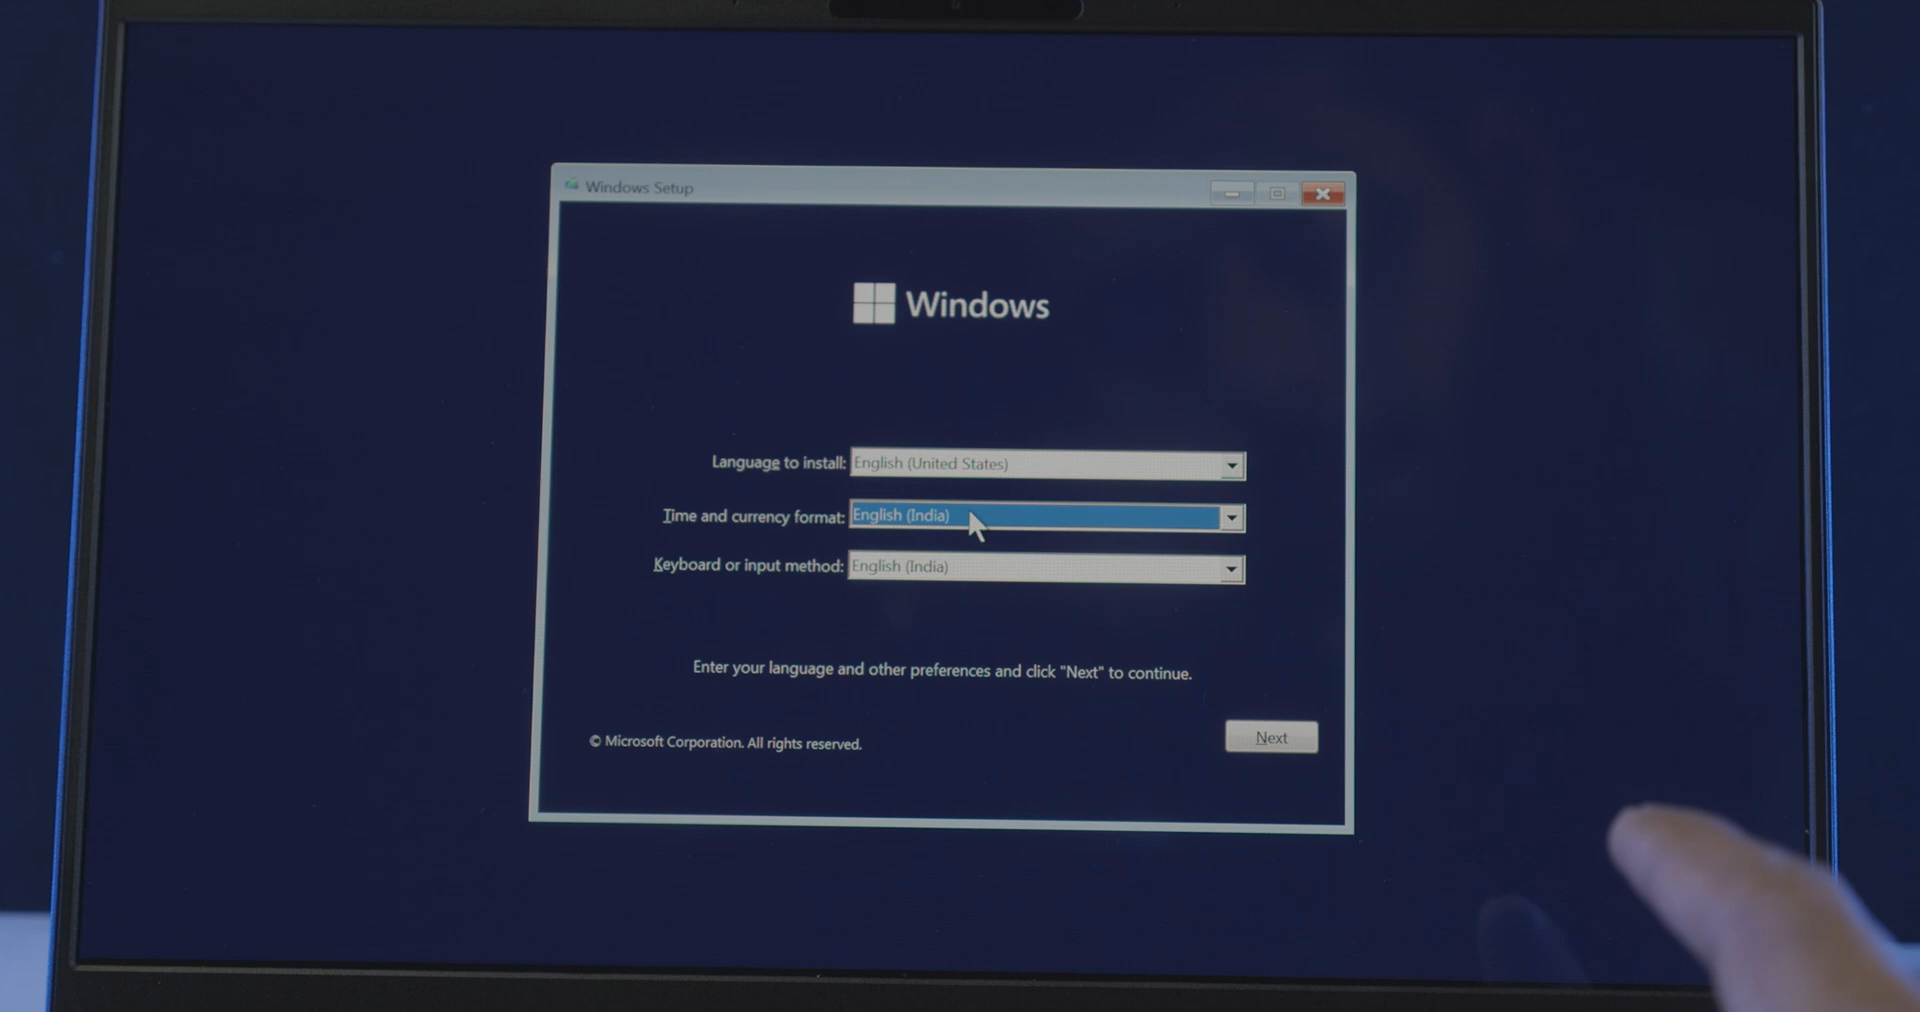 Windows Setup
Windows
Language to install: English (United States)
Time and currency format: English (India)
Keyboard or input method: English (India)
Enter your language and other preferences and click "Next" to continue.
© Microsoft Corporation. All rights reserved.
Next